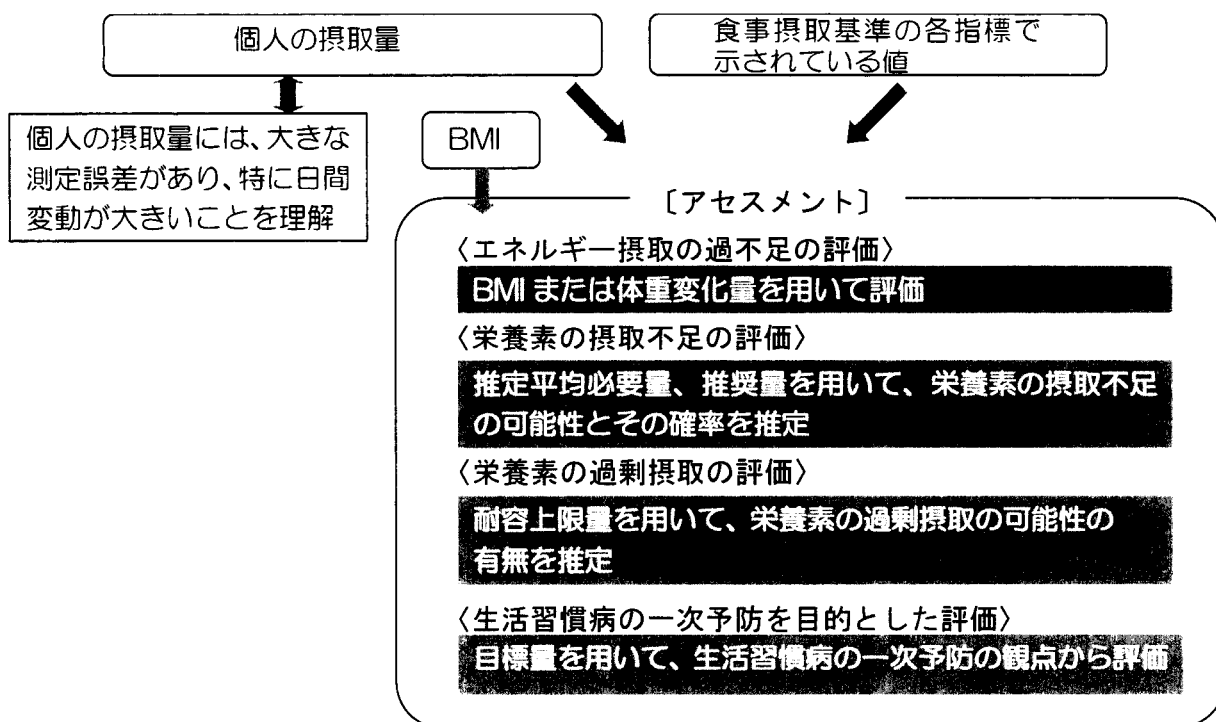 個人の摂取量
食事摂取基準の各指標で
示されている値
個人の摂取量には、大きな
測定誤差があり、特に日間
変動が大きいことを理解
BMI
〔アセスメント〕
〈エネルギー摂取の過不足の評価〉
BMI または体重変化量を用いて評価
〈栄養素の摂取不足の評価〉
推定平均必要量、推奨量を用いて、栄養素の摂取不足
の可能性とその確率を推定
〈栄養素の過剰摂取の評価〉
耐容上限量を用いて、栄養素の過剰摂取の可能性の
有無を推定
〈生活習慣病の一次予防を目的とした評価〉
目標量を用いて、生活習慣病の一次予防の観点から評価